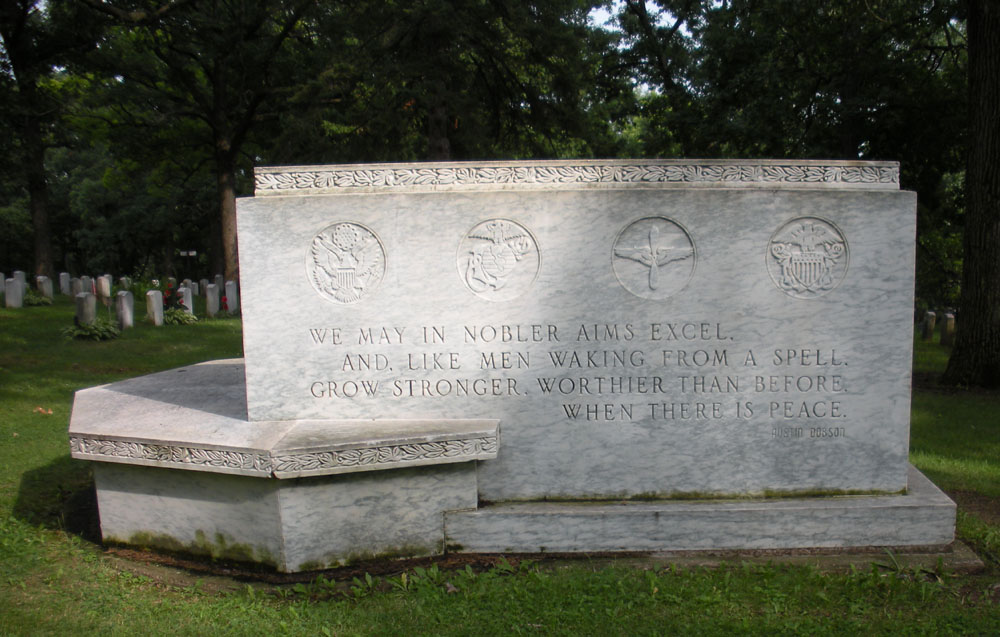 WE MAY IN NOBLER AIMS EXCEL,
AND, LIKE MEN WAKING FROM A SPELL,
GROW STRONGER, WORTHIER THAN BEFORE,
WHEN THERE IS PEACE.
AUSTIN DOBSON